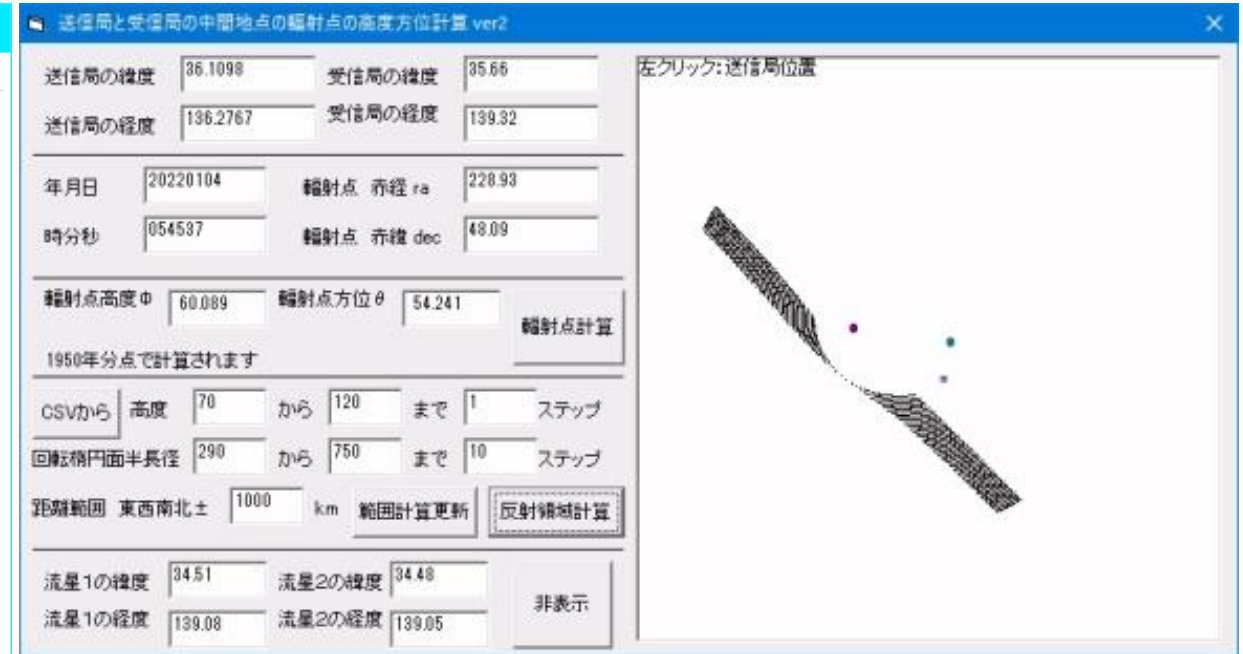 送信局と受信局の中間地点の輻射点の高度方位計算 ver2
送信局の緯度 36.1098 受信局の緯度 35.66
送信局の経度 136.2767 受信局の経度 139.32
年月日 20220104 輻射点 赤経 ra 228.93
時分秒 054537 輻射点 赤緯 dec 48.09
輻射点高度Φ 60.089 輻射点方位θ 54.241 輻射点計算
1950年分点で計算されます
CSVから 高度 70 から 120 まで 1 ステップ
回転楕円面半長径 290 から 750 まで 10 ステップ
距離範囲 東西南北± 1000 km 範囲計算更新 反射領域計算
流星1の緯度 34.51 流星2の緯度 34.48 非表示
流星1の経度 139.08 流星2の経度 139.05
左クリック:送信局位置